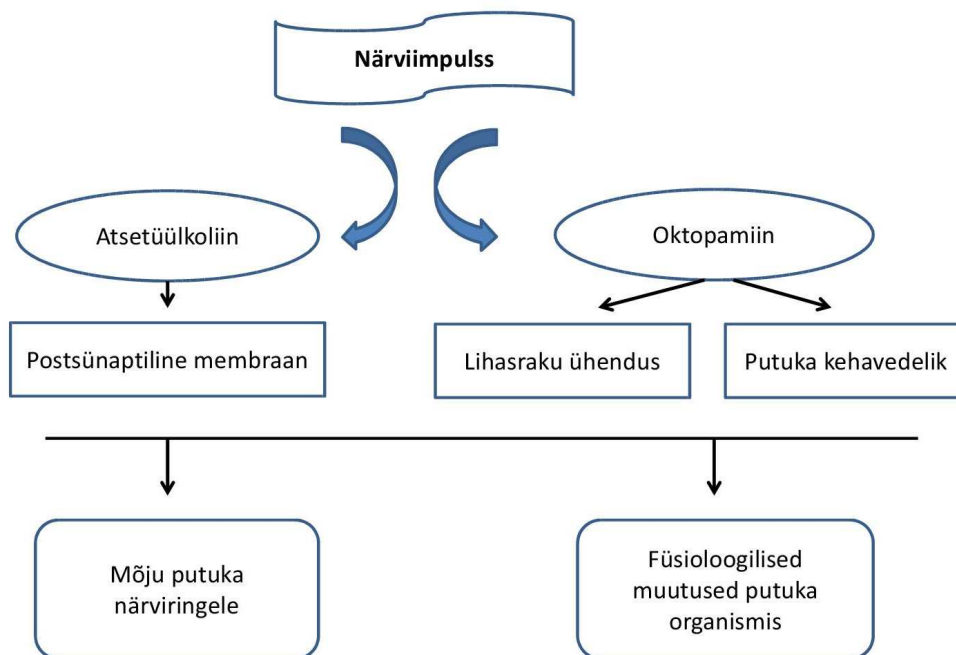 Närviimpulss
Atsetüülkoliin
Oktopamiin
Postsünaptiline membraan
Lihasraku ühendus
Putuka kehavedelik
Mõju putuka
närviringele
Füsioloogilised
muutused putuka
organismis